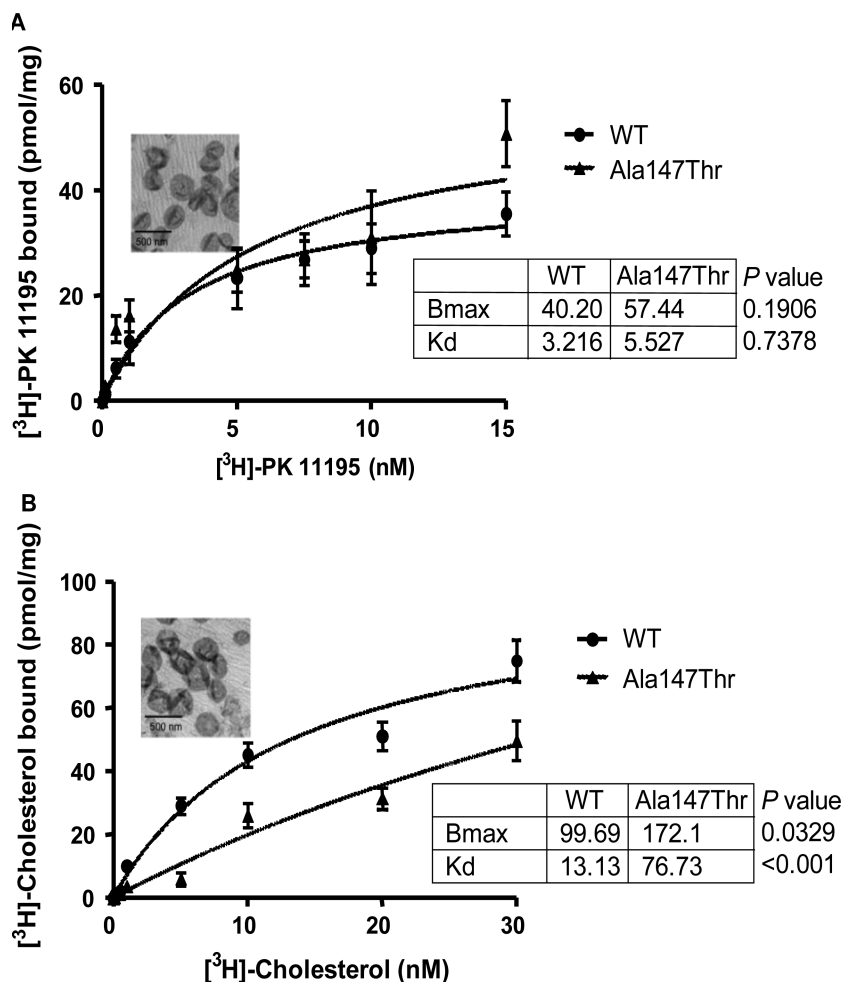 A
[³H]-PK 11195 bound (pmol/mg)
60
40
20
0
500 nm
WT
Ala147Thr
WT Ala147Thr P value
Bmax 40.20 57.44 0.1906
Kd 3.216 5.527 0.7378
0 5 10 15
[³H]-PK 11195 (nM)
B
[³H]-Cholesterol bound (pmol/mg)
100
80
60
40
20
0
500 nm
WT
Ala147Thr
WT Ala147Thr P value
Bmax 99.69 172.1 0.0329
Kd 13.13 76.73 <0.001
0 10 20 30
[³H]-Cholesterol (nM)